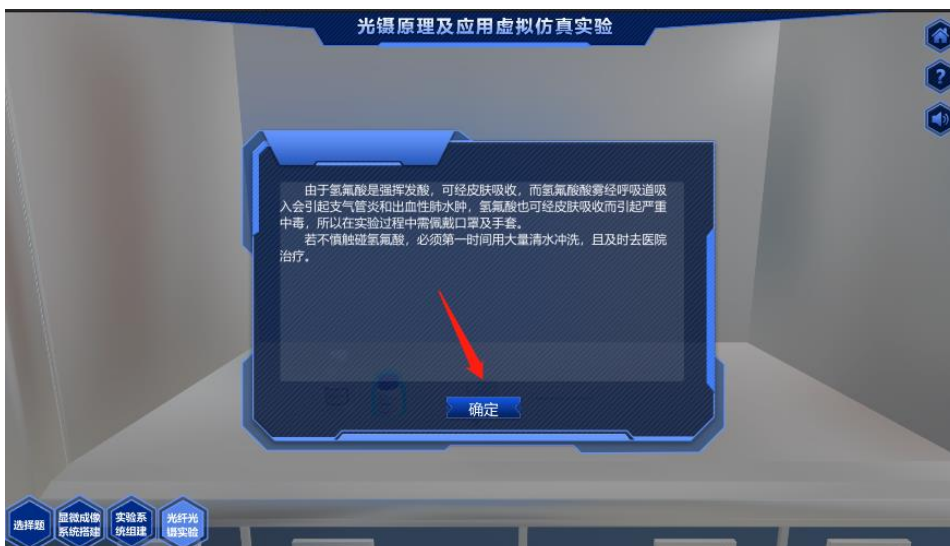 光镊原理及应用虚拟仿真实验
?
由于氢氟酸是强挥发酸，可经皮肤吸收，而氢氟酸酸雾经呼吸道吸
入会引起支气管炎和出血性肺水肿，氢氟酸也可经皮肤吸收而引起严重
中毒，所以在实验过程中需佩戴口罩及手套。
若不慎触碰氢氟酸，必须第一时间用大量清水冲洗，且及时去医院
治疗。
确定
选择题
显微成像
系统搭建
实验系
统组建
光纤光
镊实验